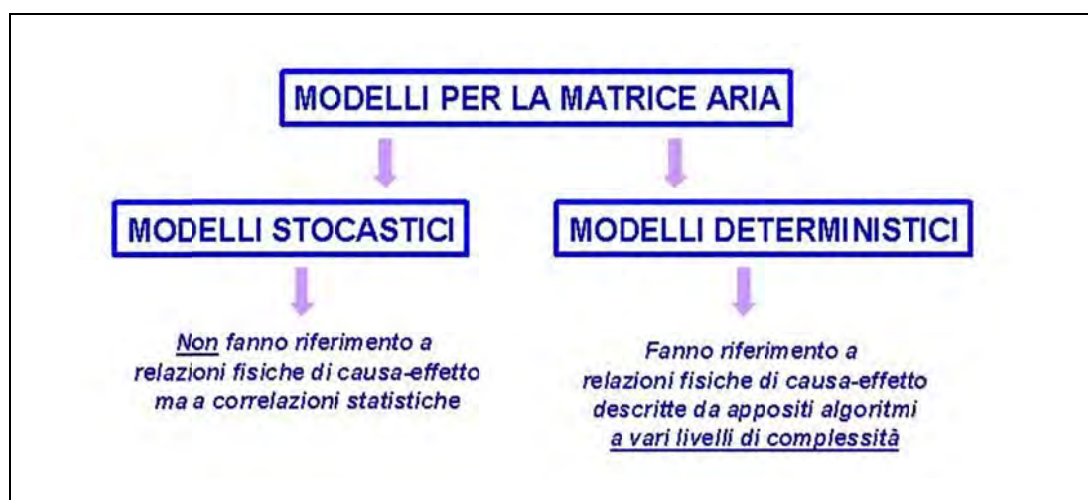 MODELLI PER LA MATRICE ARIA
MODELLI STOCASTICI
MODELLI DETERMINISTICI
Non fanno riferimento a
relazioni fisiche di causa-effetto
ma a correlazioni statistiche
Fanno riferimento a
relazioni fisiche di causa-effetto
descritte da appositi algoritmi
a vari livelli di complessità